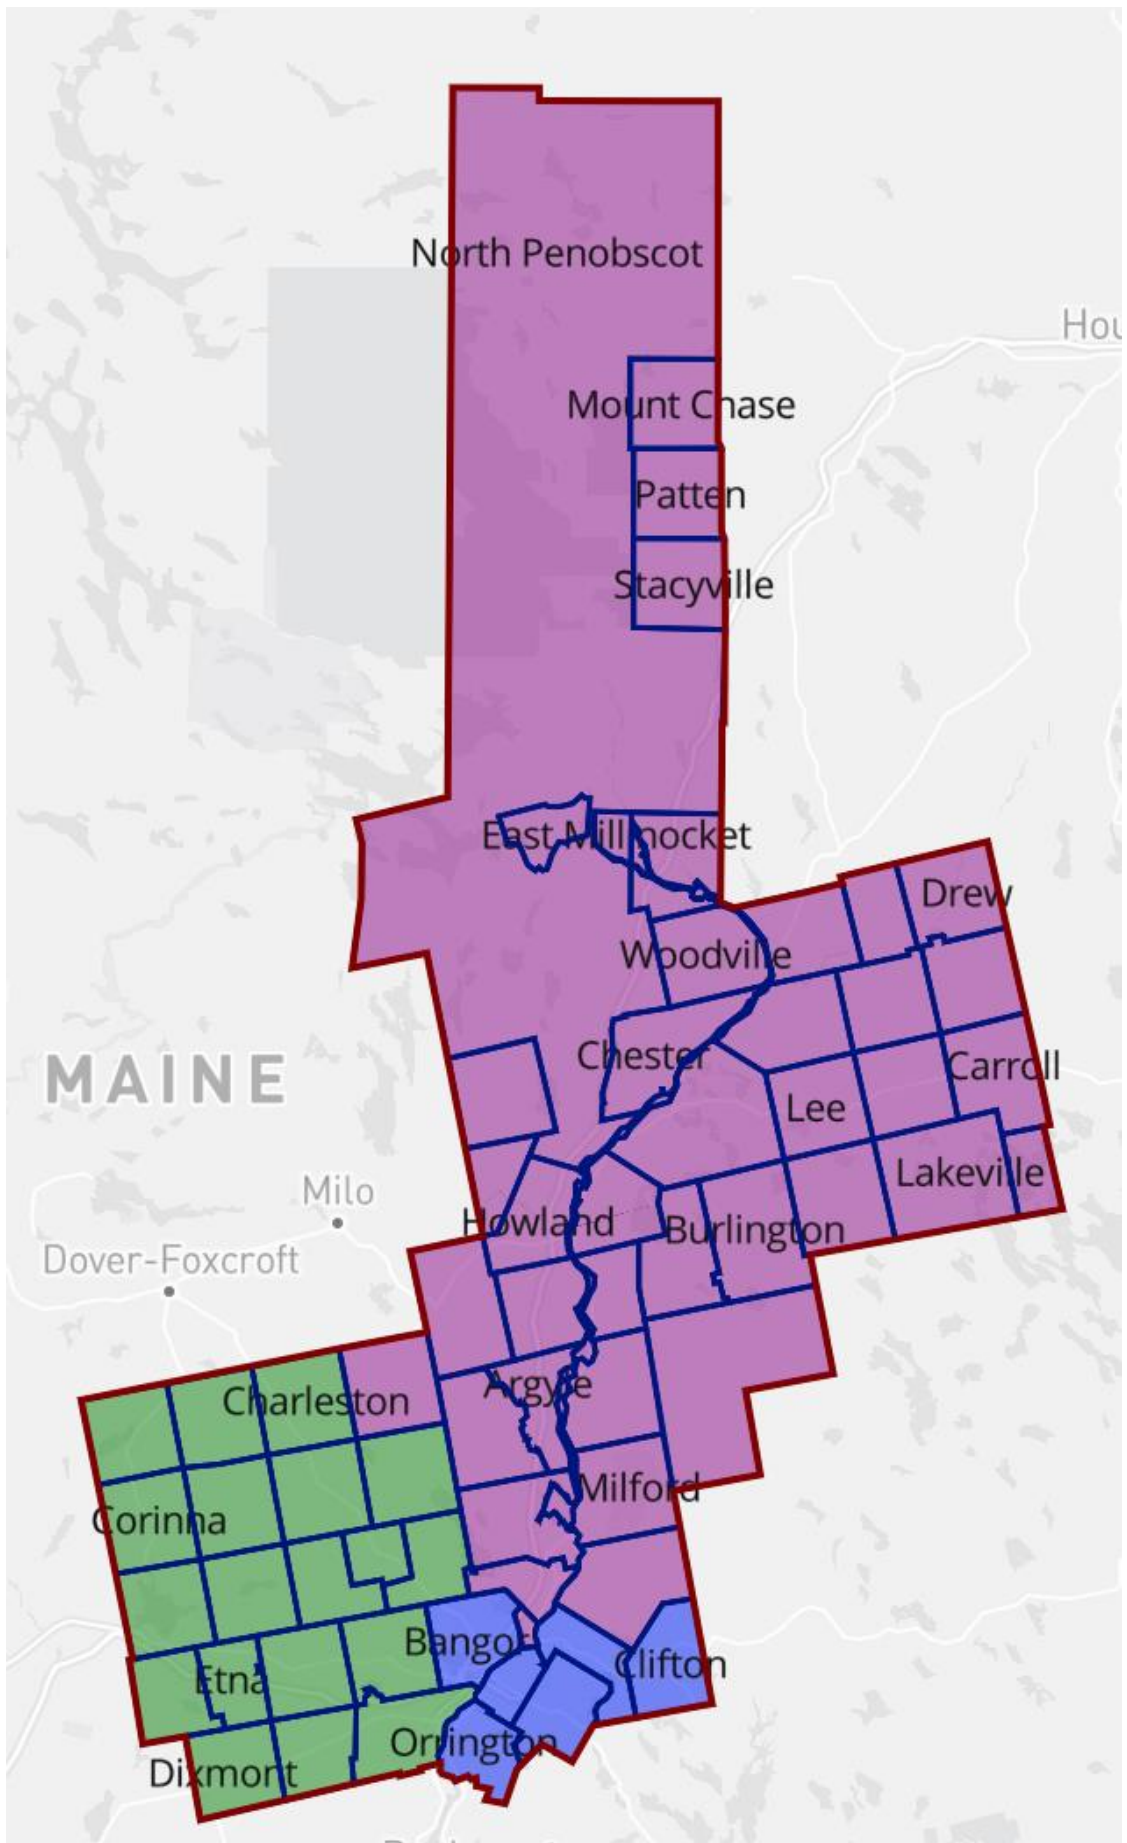 North Penobscot
Hou
Mount Chase
Patten
Stacyville
East Millinocket
Drew
Woodville
Chester
MAINE
Carroll
Lee
Lakeville
Milo
Howland
Burlington
Dover-Foxcroft
Argyle
Charleston
Milford
Corinna
Bangor
Clifton
Etna
Orrington
Dixmont